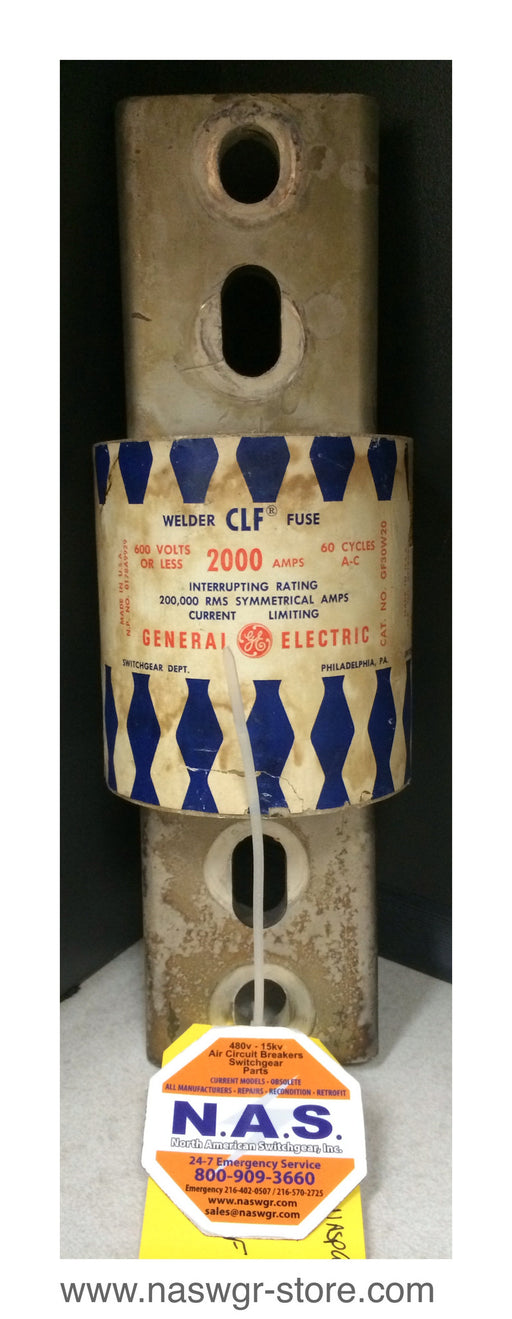 WELDER CLF® FUSE
600 VOLTS OR LESS
2000 AMPS
60 CYCLES A-C
INTERRUPTING RATING
200,000 RMS SYMMETRICAL AMPS
CURRENT LIMITING
GENERAL GE ELECTRIC
SWITCHGEAR DEPT. PHILADELPHIA, PA.
MADE IN U.S.A.
N.P. NO. 0178A9979
CAT. NO. GF30W20
480v - 15kv
Air Circuit Breakers
Switchgear
Parts
CURRENT MODELS - OBSOLETE
ALL MANUFACTURERS - REPAIRS - RECONDITION - RETROFIT
N.A.S.
North American Switchgear, Inc.
24-7 Emergency Service
800-909-3660
Emergency 216-402-0507 / 216-570-2725
www.naswgr.com
sales@naswgr.com
www.naswgr-store.com